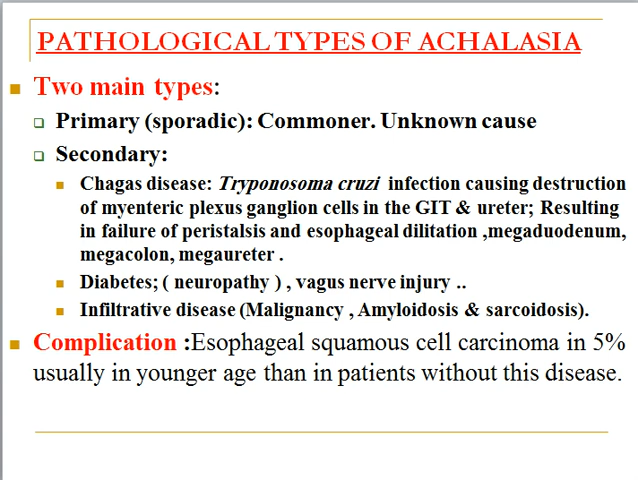 PATHOLOGICAL TYPES OF ACHALASIA
Two main types:
Primary (sporadic): Commoner. Unknown cause
Secondary:
Chagas disease: Tryponosoma cruzi infection causing destruction
of myenteric plexus ganglion cells in the GIT & ureter; Resulting
in failure of peristalsis and esophageal dilitation ,megaduodenum,
megacolon, megaureter .
Diabetes; ( neuropathy ) , vagus nerve injury ..
Infiltrative disease (Malignancy , Amyloidosis & sarcoidosis).
Complication :Esophageal squamous cell carcinoma in 5%
usually in younger age than in patients without this disease.